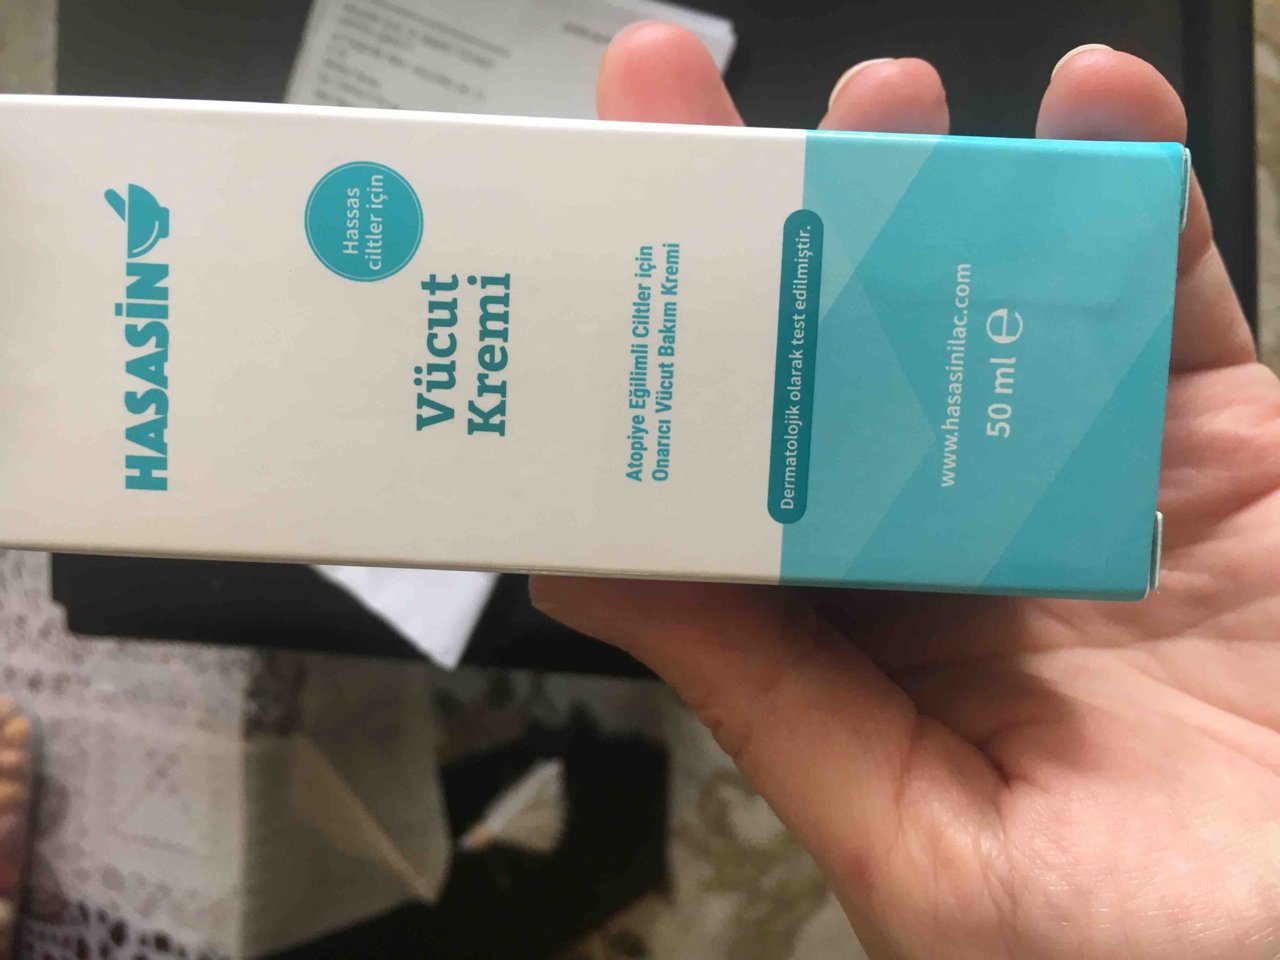 HASASİN
Hassas
ciltler için
Vücut
Kremi
Atopiye Eğilimli Ciltler için
Onarıcı Vücut Bakım Kremi
Dermatolojik olarak test edilmiştir.
www.hasasinilac.com
50 ml ℮